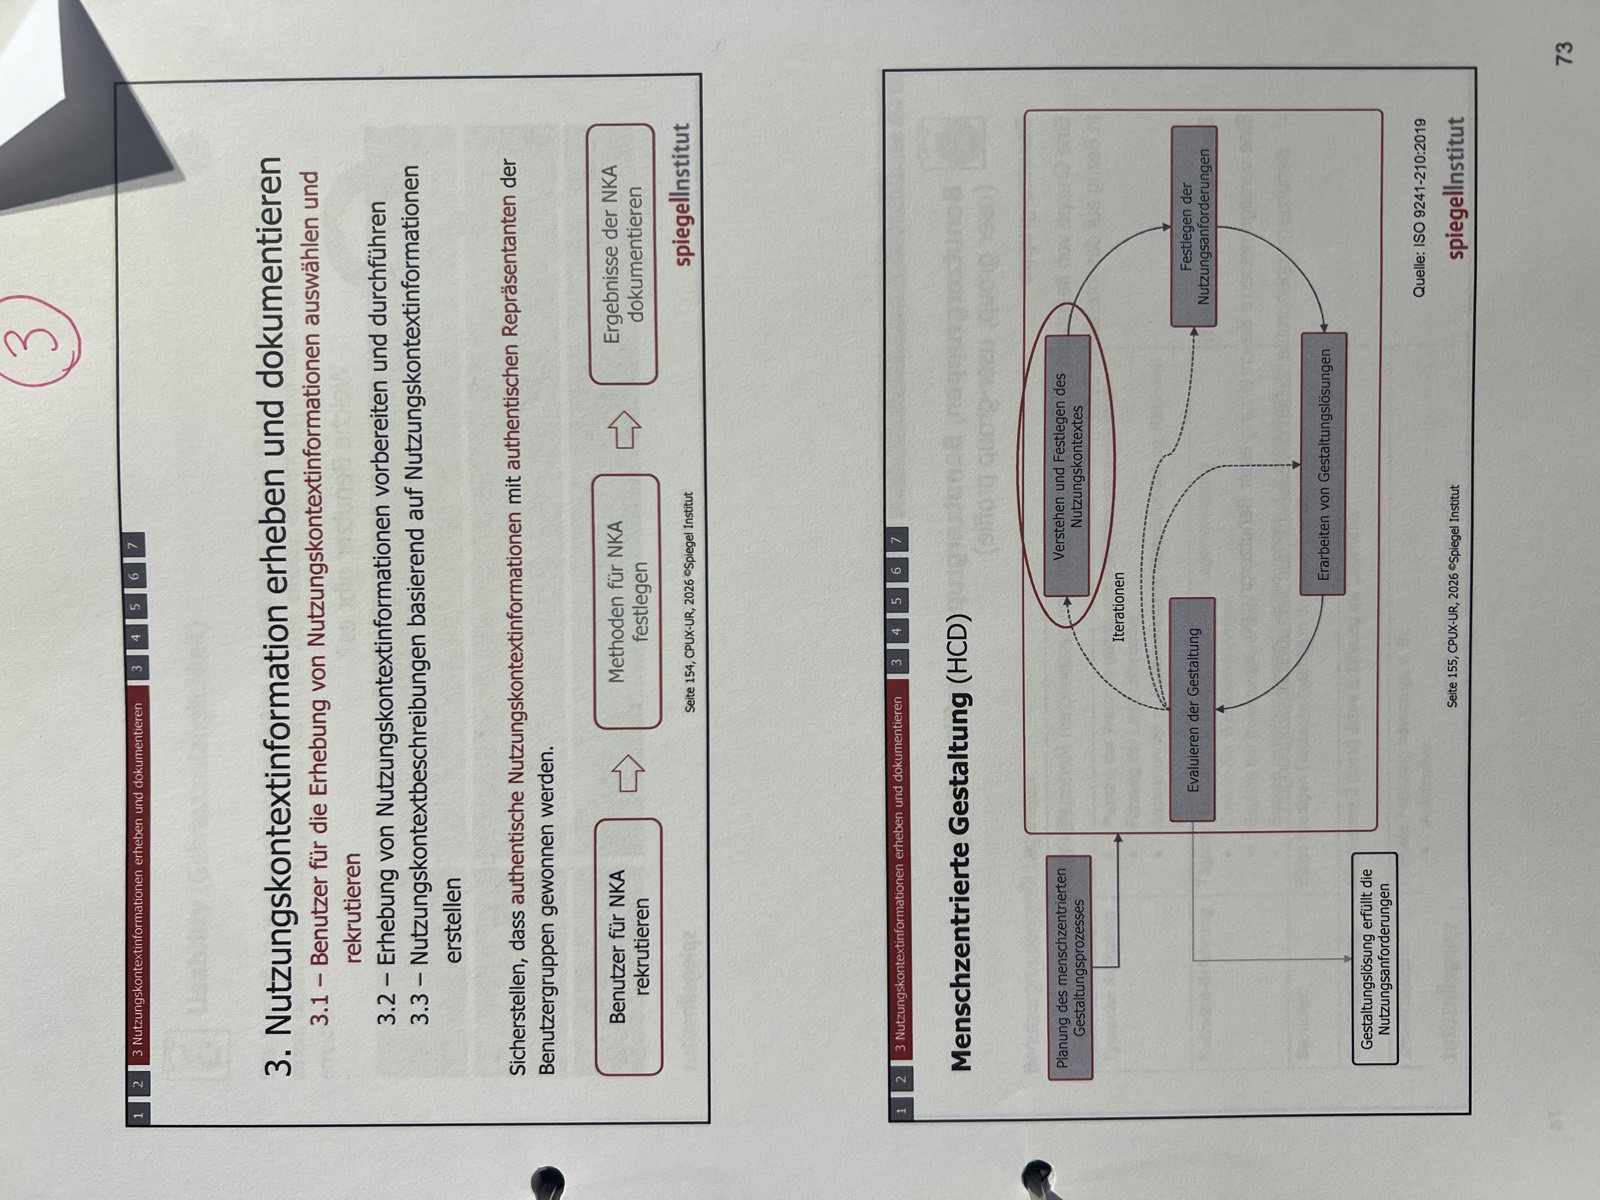 3
1 2 3 Nutzungskontextinformationen erheben und dokumentieren 3 4 5 6 7
3. Nutzungskontextinformation erheben und dokumentieren
3.1 – Benutzer für die Erhebung von Nutzungskontextinformationen auswählen und
rekrutieren
3.2 – Erhebung von Nutzungskontextinformationen vorbereiten und durchführen
3.3 – Nutzungskontextbeschreibungen basierend auf Nutzungskontextinformationen
erstellen
Sicherstellen, dass authentische Nutzungskontextinformationen mit authentischen Repräsentanten der
Benutzergruppen gewonnen werden.
Benutzer für NKA
rekrutieren
Methoden für NKA
festlegen
Ergebnisse der NKA
dokumentieren
Seite 154, CPUX-UR, 2026 ©Spiegel Institut
spiegelInstitut
1 2 3 Nutzungskontextinformationen erheben und dokumentieren 3 4 5 6 7
Menschzentrierte Gestaltung (HCD)
Planung des menschzentrierten
Gestaltungsprozesses
Verstehen und Festlegen des
Nutzungskontextes
Iterationen
Evaluieren der Gestaltung
Festlegen der
Nutzungsanforderungen
Erarbeiten von Gestaltungslösungen
Gestaltungslösung erfüllt die
Nutzungsanforderungen
Quelle: ISO 9241-210:2019
Seite 155, CPUX-UR, 2026 ©Spiegel Institut
spiegelInstitut
73